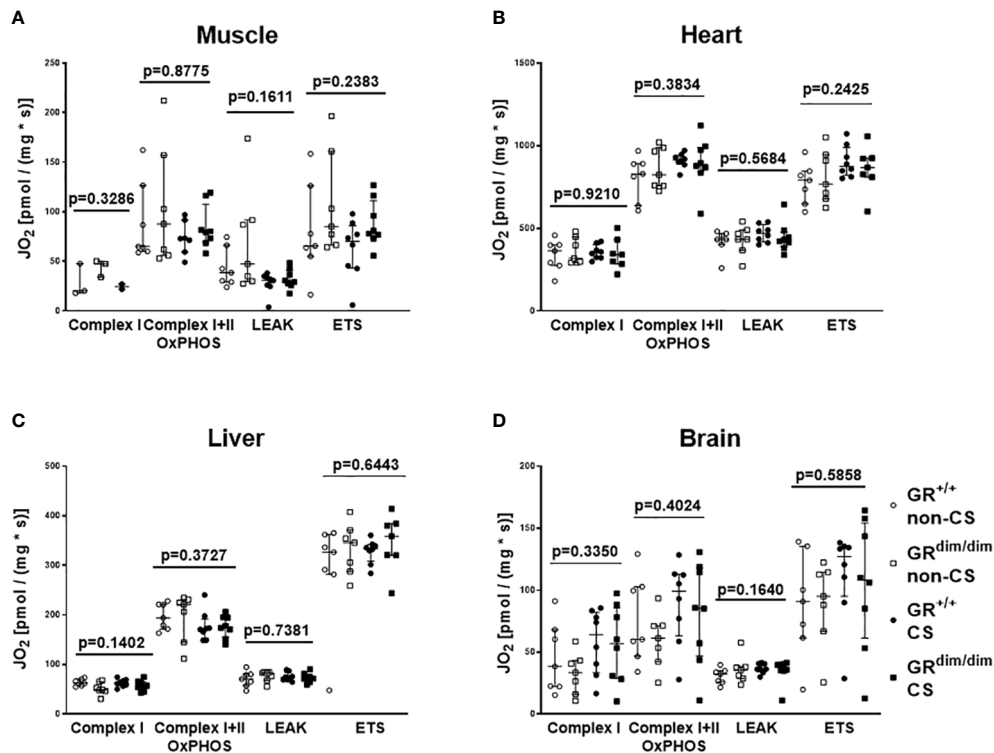 A
Muscle
JO2 [pmol / (mg * s)]
250
200
150
100
50
0
p=0.3286
p=0.8775
p=0.1611
p=0.2383
Complex I
Complex I+II
OxPHOS
LEAK
ETS
B
Heart
JO2 [pmol / (mg * s)]
1500
1000
500
0
p=0.9210
p=0.3834
p=0.5684
p=0.2425
Complex I
Complex I+II
OxPHOS
LEAK
ETS
C
Liver
JO2 [pmol / (mg * s)]
500
400
300
200
100
0
p=0.1402
p=0.3727
p=0.7381
p=0.6443
Complex I
Complex I+II
OxPHOS
LEAK
ETS
D
Brain
JO2 [pmol / (mg * s)]
200
150
100
50
0
p=0.3350
p=0.4024
p=0.1640
p=0.5858
Complex I
Complex I+II
OxPHOS
LEAK
ETS
GR+/+
non-CS
GRdim/dim
non-CS
GR+/+
CS
GRdim/dim
CS